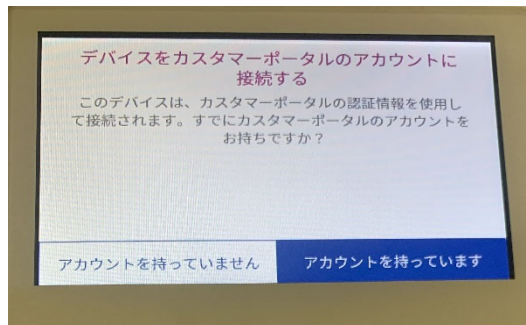 デバイスをカスタマーポータルのアカウントに
接続する
このデバイスは、カスタマーポータルの認証情報を使用し
て接続されます。すでにカスタマーポータルのアカウントを
お持ちですか？
アカウントを持っていません
アカウントを持っています